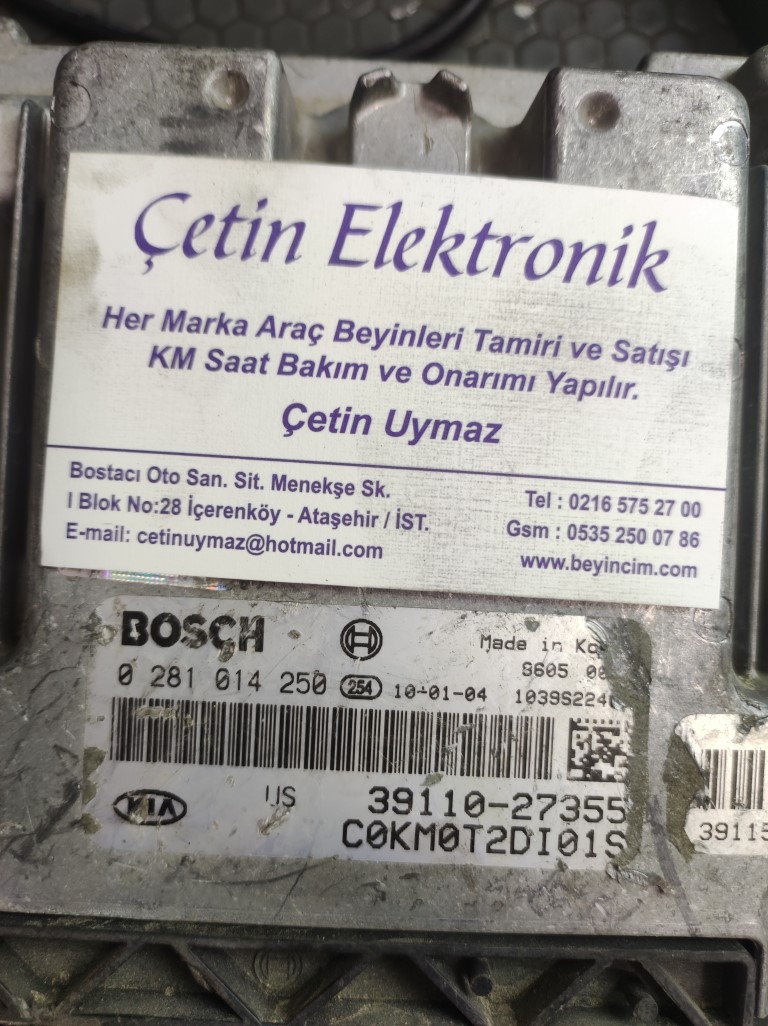 Çetin Elektronik
Her Marka Araç Beyinleri Tamiri ve Satışı
KM Saat Bakım ve Onarımı Yapılır.
Çetin Uymaz
Bostacı Oto San. Sit. Menekşe Sk.
I Blok No:28 İçerenköy - Ataşehir / İST.
E-mail: cetinuymaz@hotmail.com
Tel : 0216 575 27 00
Gsm : 0535 250 07 86
www.beyincim.com
BOSCH
Made in
S605
0 281 014 250 254 10-01-04
KIA
US
39110-27355
C0KM0T2DI01S